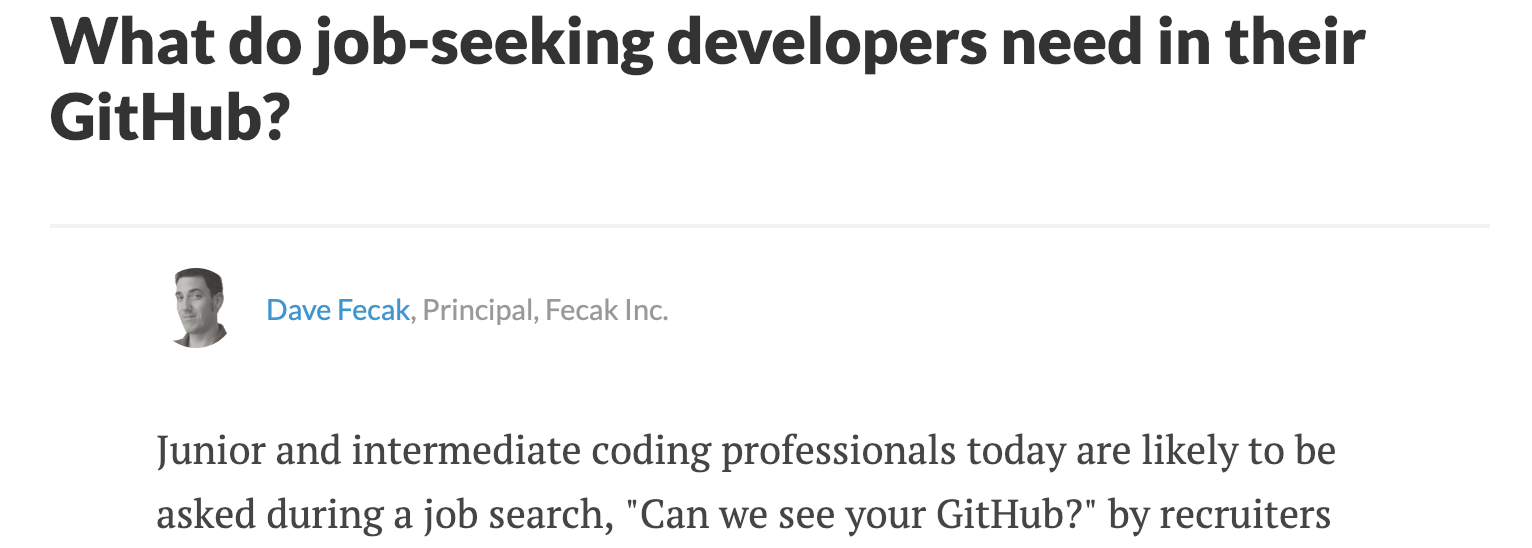 What do job-seeking developers need in their
GitHub?
Dave Fecak, Principal, Fecak Inc.
Junior and intermediate coding professionals today are likely to be
asked during a job search, "Can we see your GitHub?" by recruiters